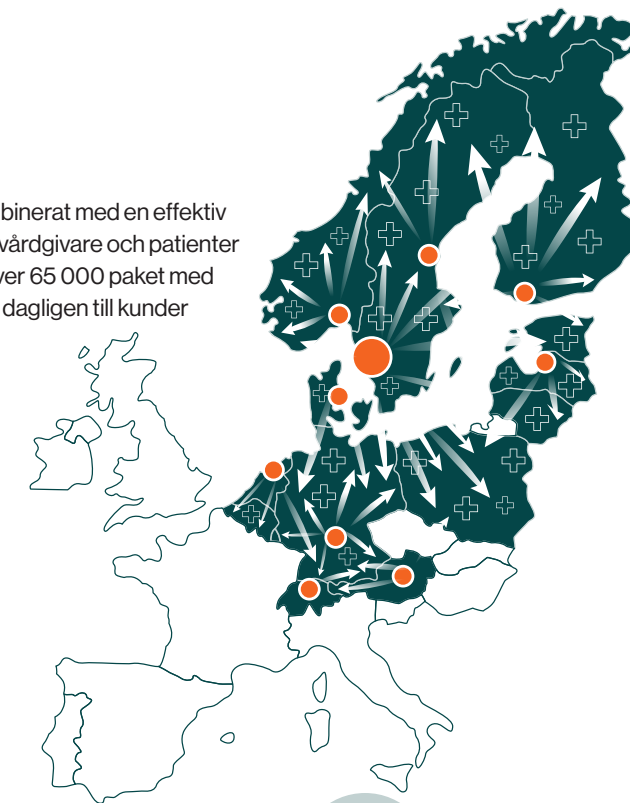 binerat med en effektiv
vårdgivare och patienter
ver 65 000 paket med
dagligen till kunder